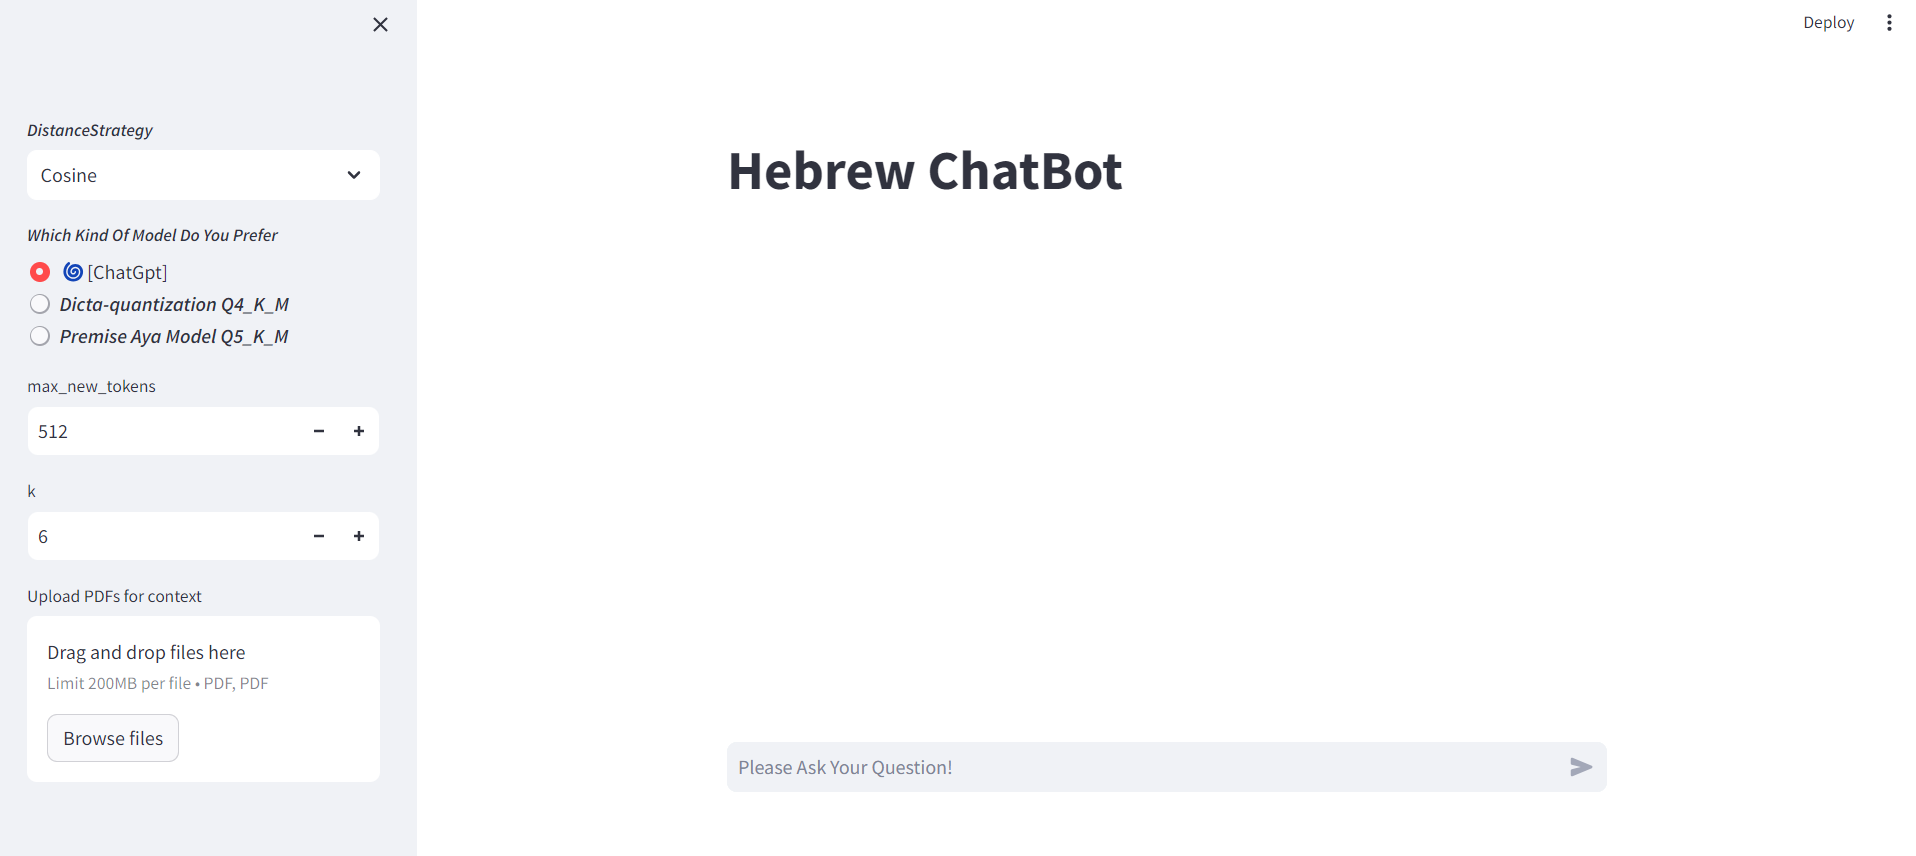 Deploy
DistanceStrategy
Cosine
Which Kind Of Model Do You Prefer
[ChatGpt]
Dicta-quantization Q4_K_M
Premise Aya Model Q5_K_M
max_new_tokens
512
k
6
Upload PDFs for context
Drag and drop files here
Limit 200MB per file • PDF, PDF
Browse files
Hebrew ChatBot
Please Ask Your Question!